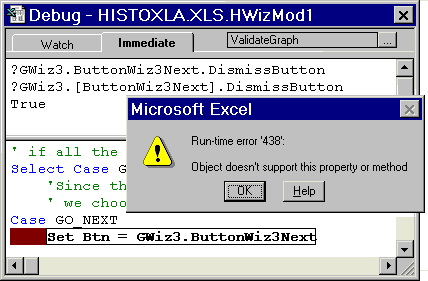 Debug - HISTOXLA.XLS.HWizMod1
Watch
Immediate
ValidateGraph
...
?GWiz3.ButtonWiz3Next.DismissButton
?GWiz3.[ButtonWiz3Next].DismissButton
True
Microsoft Excel
Run-time error '438':
Object doesn't support this property or method
OK
Help
' if all the
Select Case G
'Since th
' we choo
Case GO_NEXT
Set Btn = GWiz3.ButtonWiz3Next